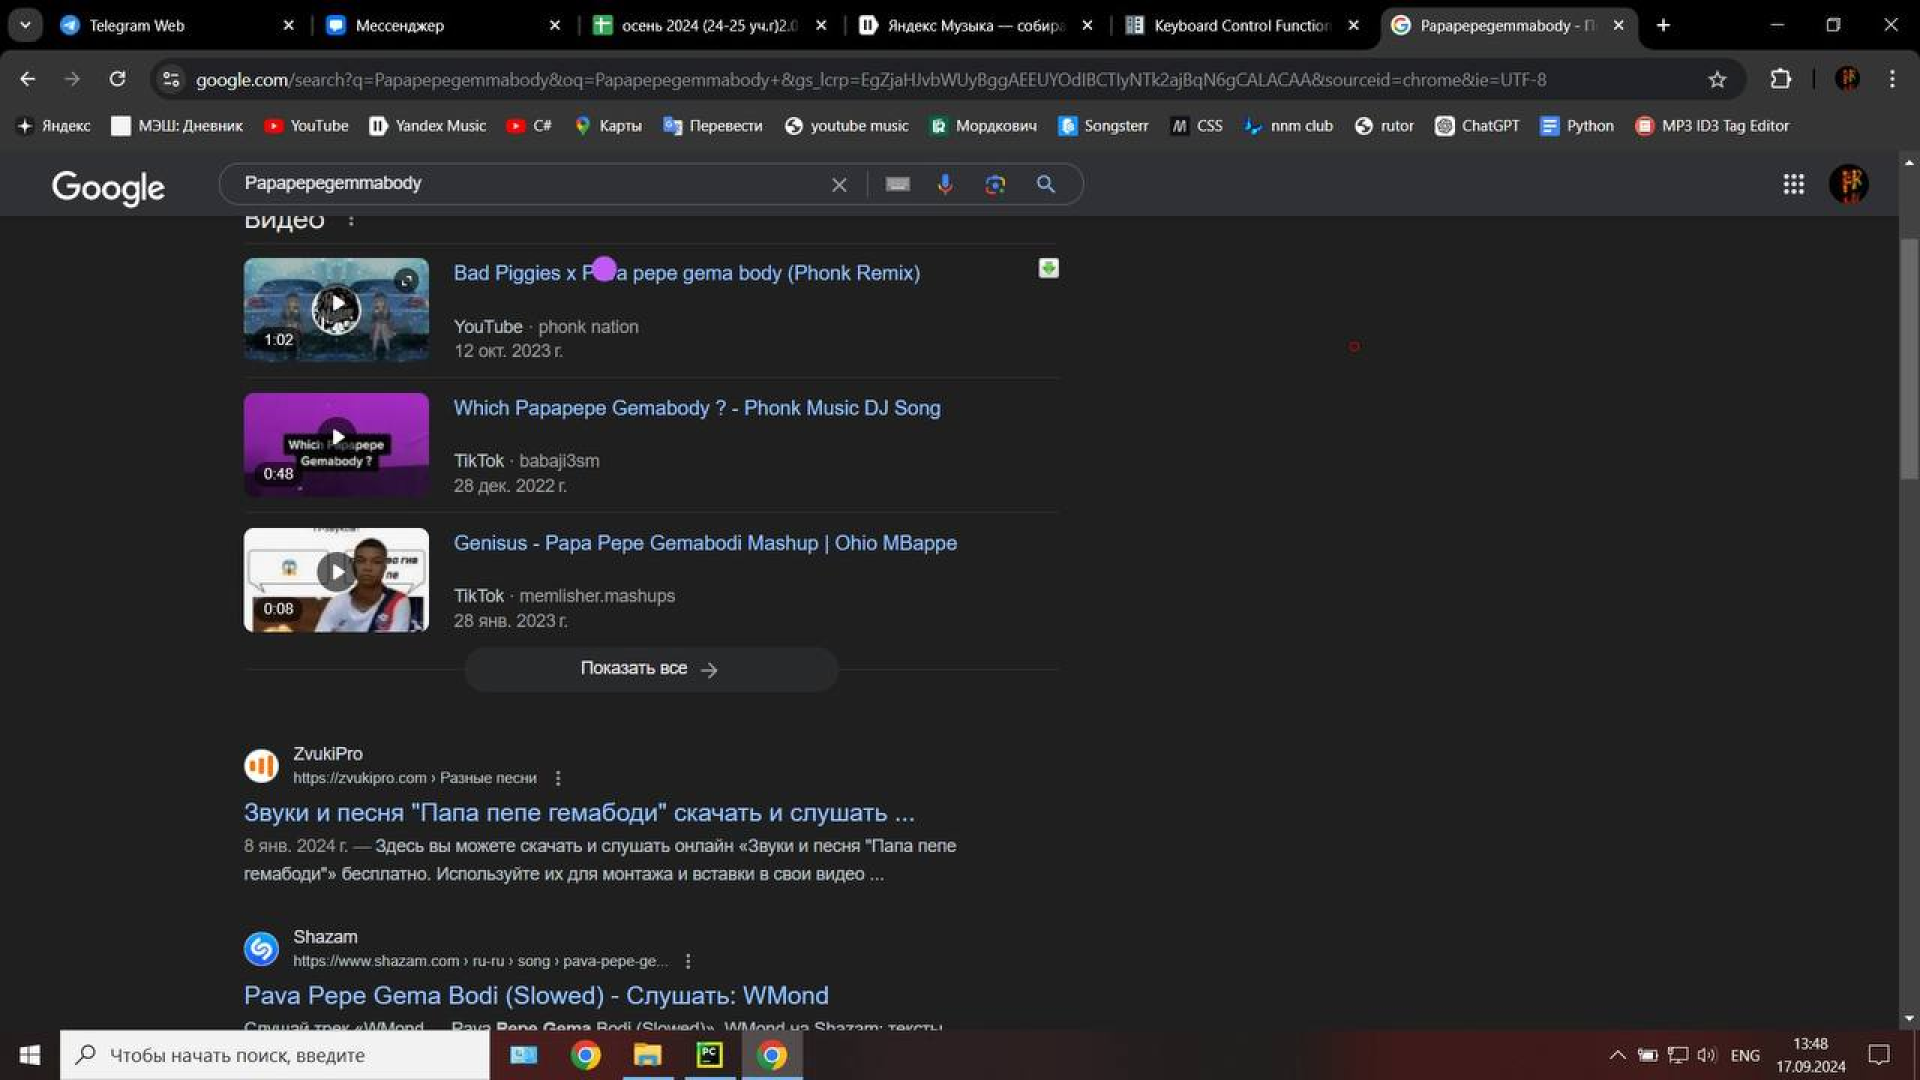 Telegram Web
Мессенджер
осень 2024 (24-25 уч.г)2.0
Яндекс Музыка — собира
Keyboard Control Function
Papapepegemmabody - П
google.com/search?q=Papapepegemmabody&oq=Papapepegemmabody+&gs_lcrp=EgZjaHJvbWUyBggAEEUYOdIBCTIyNTk2ajBqN6gCALACAA&sourceid=chrome&ie=UTF-8
Яндекс
МЭШ: Дневник
YouTube
Yandex Music
C#
Карты
Перевести
youtube music
Мордкович
Songsterr
CSS
nnm club
rutor
ChatGPT
Python
MP3 ID3 Tag Editor
Google
Papapepegemmabody
Видео
Bad Piggies x P a pepe gema body (Phonk Remix)
YouTube · phonk nation
12 окт. 2023 г.
1:02
Which Papapepe Gemabody ? - Phonk Music DJ Song
Which Papapepe
Gemabody ?
TikTok · babaji3sm
0:48
28 дек. 2022 г.
Genisus - Papa Pepe Gemabodi Mashup | Ohio MBappe
TikTok · memlisher.mashups
0:08
28 янв. 2023 г.
Показать все
ZvukiPro
https://zvukipro.com › Разные песни
Звуки и песня "Папа пепе гемабоди" скачать и слушать ...
8 янв. 2024 г. — Здесь вы можете скачать и слушать онлайн «Звуки и песня "Папа пепе
гемабоди"» бесплатно. Используйте их для монтажа и вставки в свои видео ...
Shazam
https://www.shazam.com › ru-ru › song › pava-pepe-ge...
Pava Pepe Gema Bodi (Slowed) - Слушать: WMond
Слушай трек «WMond — Pava Pepe Gema Bodi (Slowed)». WMond на Shazam: тексты
Чтобы начать поиск, введите
PC
ENG
13:48
17.09.2024